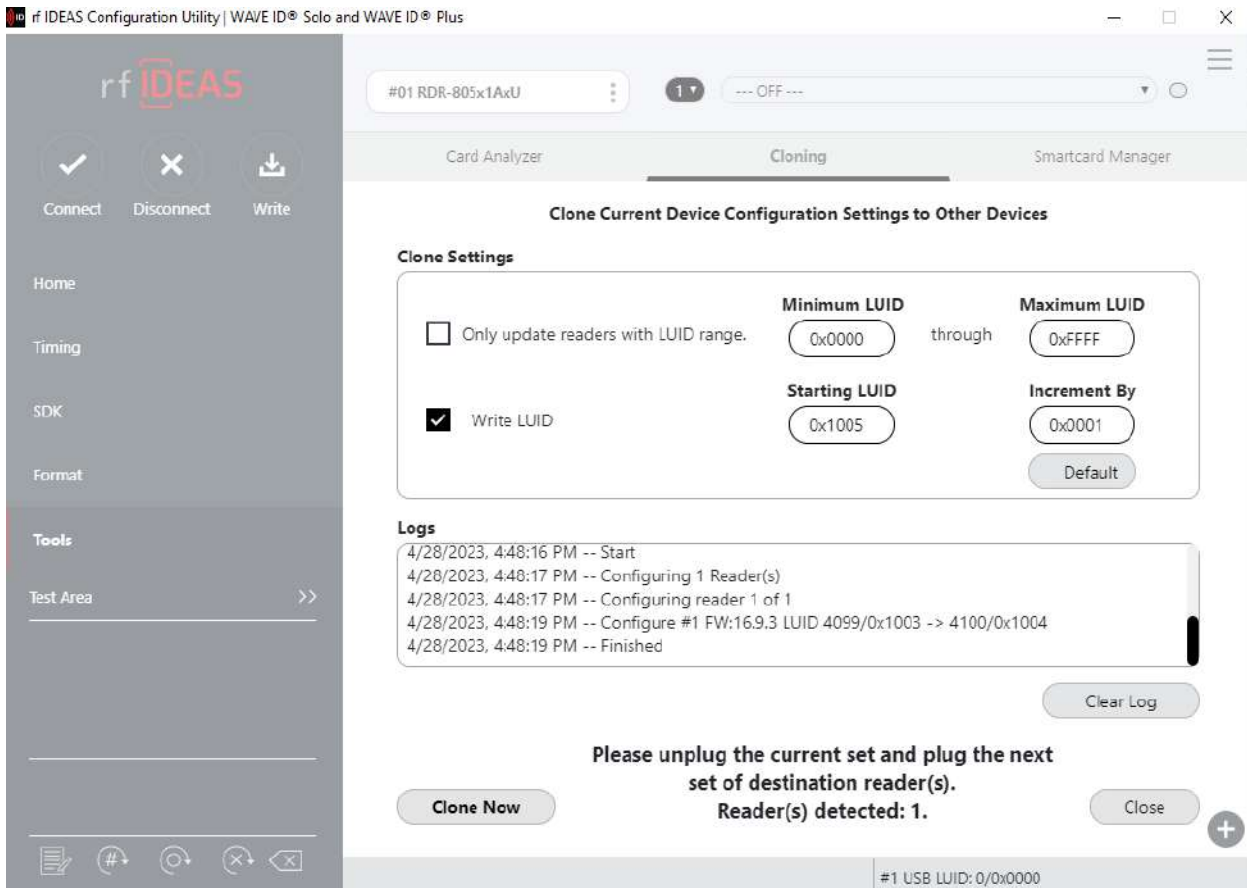 rf IDEAS Configuration Utility | WAVE ID® Solo and WAVE ID® Plus
rf IDEAS
#01 RDR-805x1AxU
1
--- OFF ---
Connect
Disconnect
Write
Card Analyzer
Cloning
Smartcard Manager
Home
Timing
SDK
Format
Tools
Test Area >>
Clone Current Device Configuration Settings to Other Devices
Clone Settings
Only update readers with LUID range.
Minimum LUID
0x0000
through
Maximum LUID
0xFFFF
Write LUID
Starting LUID
0x1005
Increment By
0x0001
Default
Logs
4/28/2023, 4:48:16 PM -- Start
4/28/2023, 4:48:17 PM -- Configuring 1 Reader(s)
4/28/2023, 4:48:17 PM -- Configuring reader 1 of 1
4/28/2023, 4:48:19 PM -- Configure #1 FW:16.9.3 LUID 4099/0x1003 -> 4100/0x1004
4/28/2023, 4:48:19 PM -- Finished
Clear Log
Please unplug the current set and plug the next
set of destination reader(s).
Reader(s) detected: 1.
Clone Now
Close
#1 USB LUID: 0/0x0000